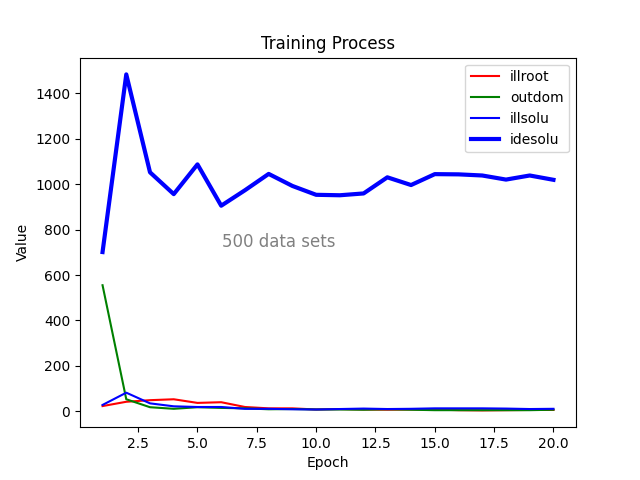 Training Process
illroot
outdom
illsolu
idesolu
1400
1200
1000
800
600
400
200
0
Value
500 data sets
2.5 5.0 7.5 10.0 12.5 15.0 17.5 20.0
Epoch